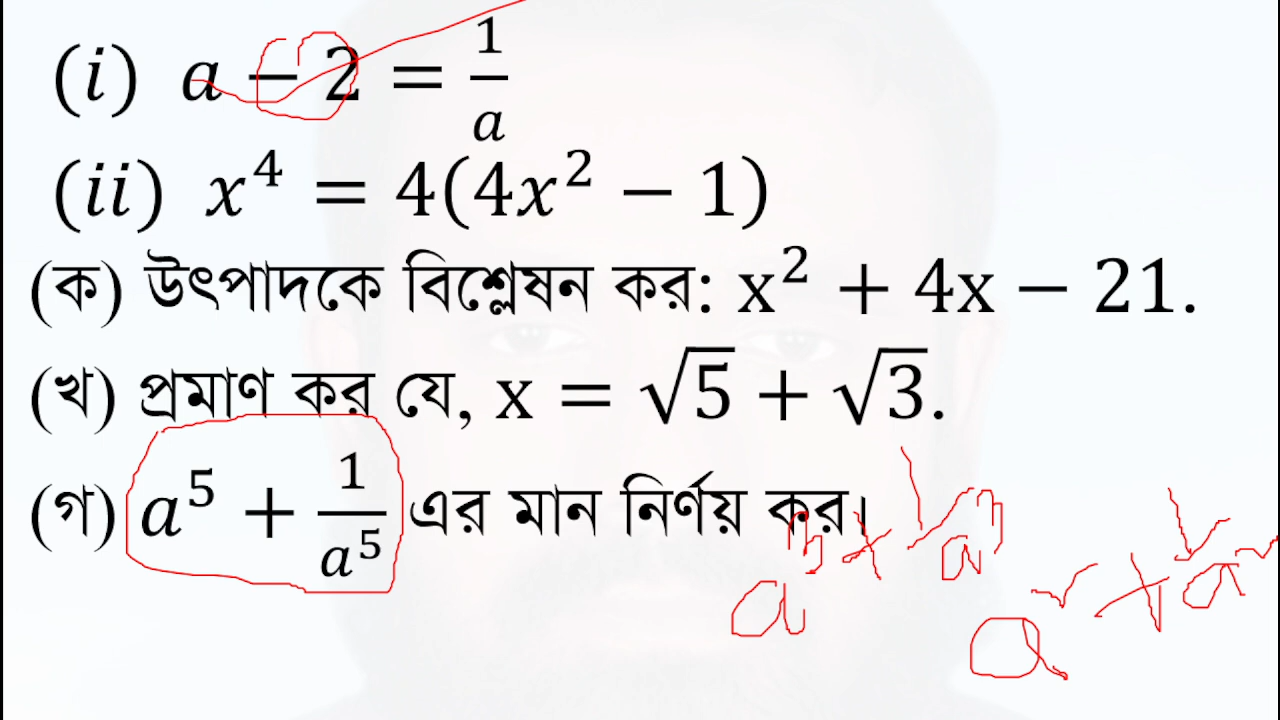 (i) a − 2 = 1/a
(ii) x⁴ = 4(4x² − 1)
(ক) উৎপাদকে বিশ্লেষন কর: x² + 4x − 21.
(খ) প্রমাণ কর যে, x = √5 + √3.
(গ) a⁵ + 1/a⁵ এর মান নির্ণয় কর।